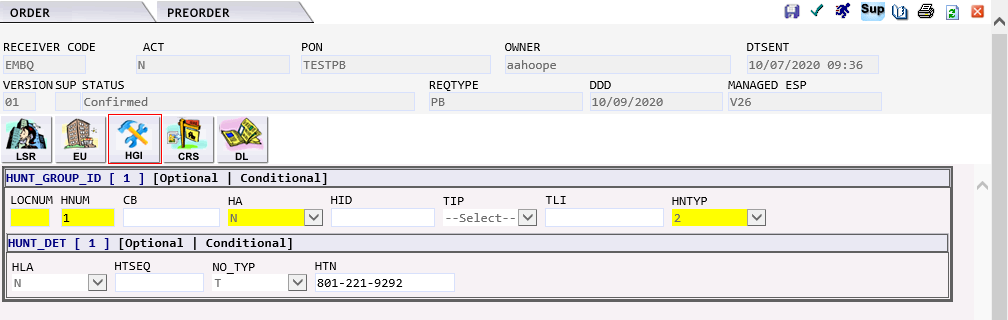 ORDER PREORDER Sup
RECEIVER CODE ACT PON OWNER DTSENT
EMBQ N TESTPB aahoope 10/07/2020 09:36
VERSION SUP STATUS REQTYPE DDD MANAGED ESP
01 Confirmed PB 10/09/2020 V26
LSR EU HGI CRS DL
HUNT_GROUP_ID [ 1 ] [Optional | Conditional]
LOCNUM HNUM CB HA HID TIP TLI HNTYP
1 N --Select-- 2
HUNT_DET [ 1 ] [Optional | Conditional]
HLA HTSEQ NO_TYP HTN
N T 801-221-9292